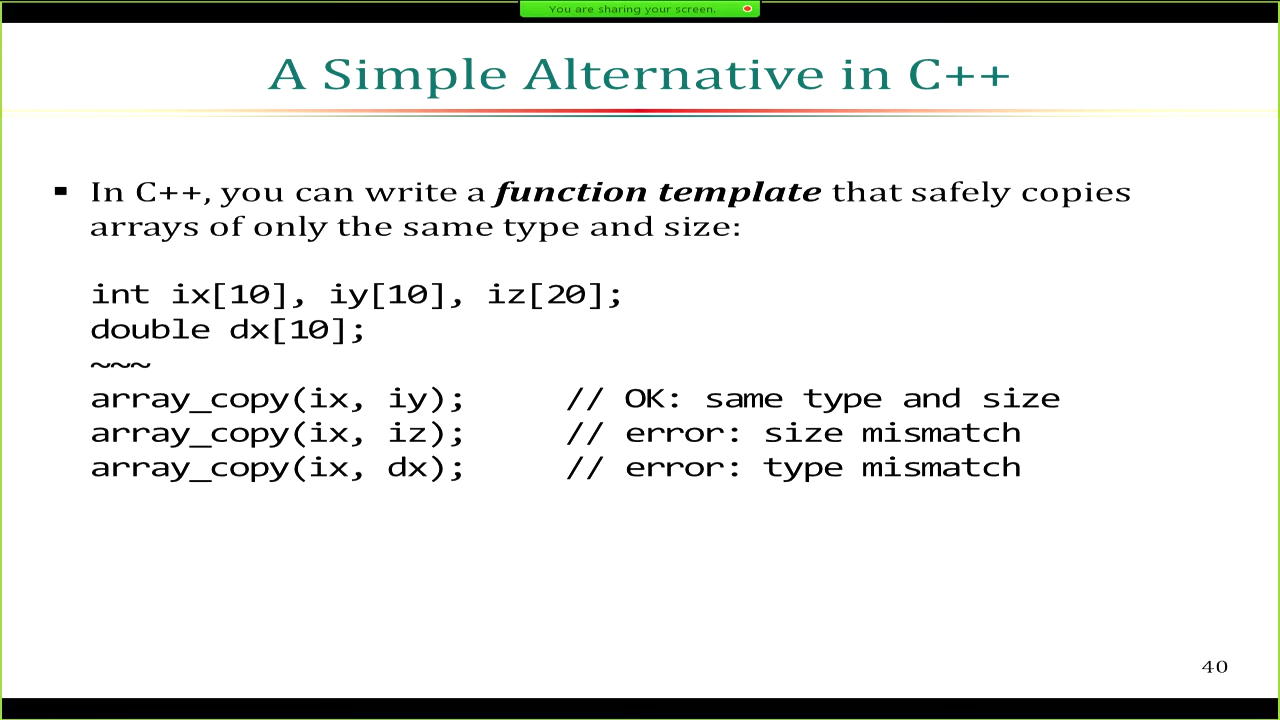 You are sharing your screen.
A Simple Alternative in C++
▪ In C++, you can write a function template that safely copies
arrays of only the same type and size:
int ix[10], iy[10], iz[20];
double dx[10];
~~~
array_copy(ix, iy);     // OK: same type and size
array_copy(ix, iz);     // error: size mismatch
array_copy(ix, dx);     // error: type mismatch
40